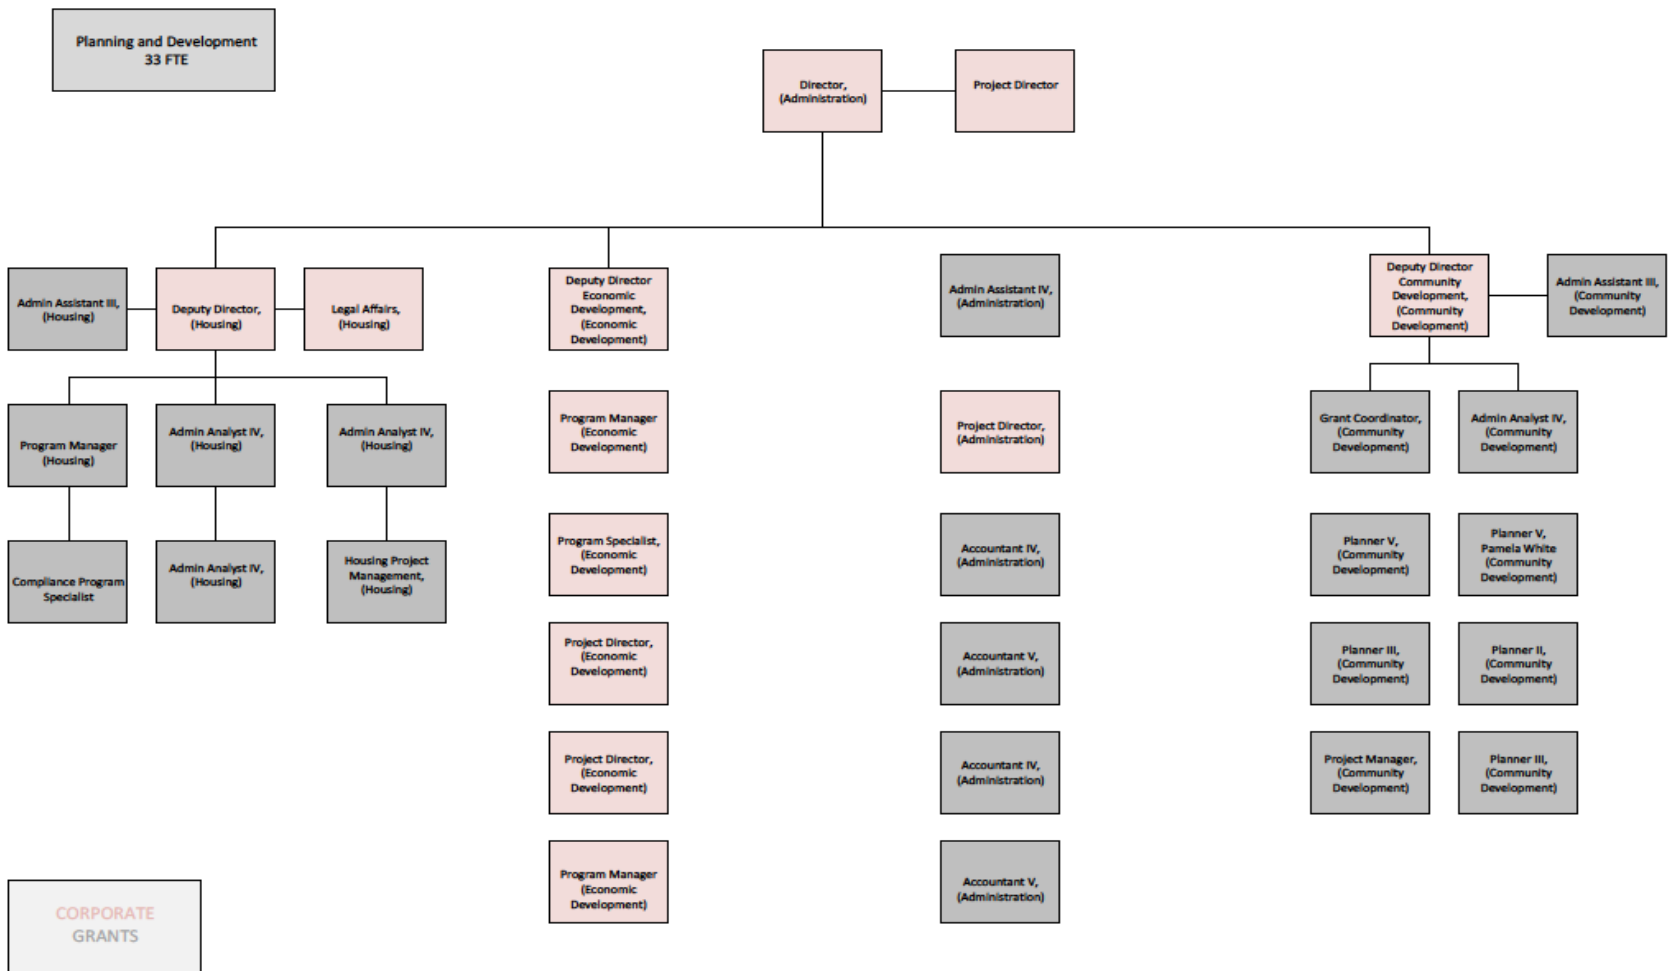 Planning and Development
33 FTE
Director,
(Administration)
Project Director
Admin Assistant III,
(Housing)
Deputy Director,
(Housing)
Legal Affairs,
(Housing)
Deputy Director
Economic
Development,
(Economic
Development)
Admin Assistant IV,
(Administration)
Deputy Director
Community
Development,
(Community
Development)
Admin Assistant III,
(Community
Development)
Program Manager
(Housing)
Admin Analyst IV,
(Housing)
Admin Analyst IV,
(Housing)
Program Manager
(Economic
Development)
Project Director,
(Administration)
Grant Coordinator,
(Community
Development)
Admin Analyst IV,
(Community
Development)
Compliance Program
Specialist
Admin Analyst IV,
(Housing)
Housing Project
Management,
(Housing)
Program Specialist,
(Economic
Development)
Accountant IV,
(Administration)
Planner V,
(Community
Development)
Planner V,
Pamela White
(Community
Development)
Project Director,
(Economic
Development)
Accountant V,
(Administration)
Planner III,
(Community
Development)
Planner II,
(Community
Development)
Project Director,
(Economic
Development)
Accountant IV,
(Administration)
Project Manager,
(Community
Development)
Planner III,
(Community
Development)
Program Manager
(Economic
Development)
Accountant V,
(Administration)
CORPORATE
GRANTS